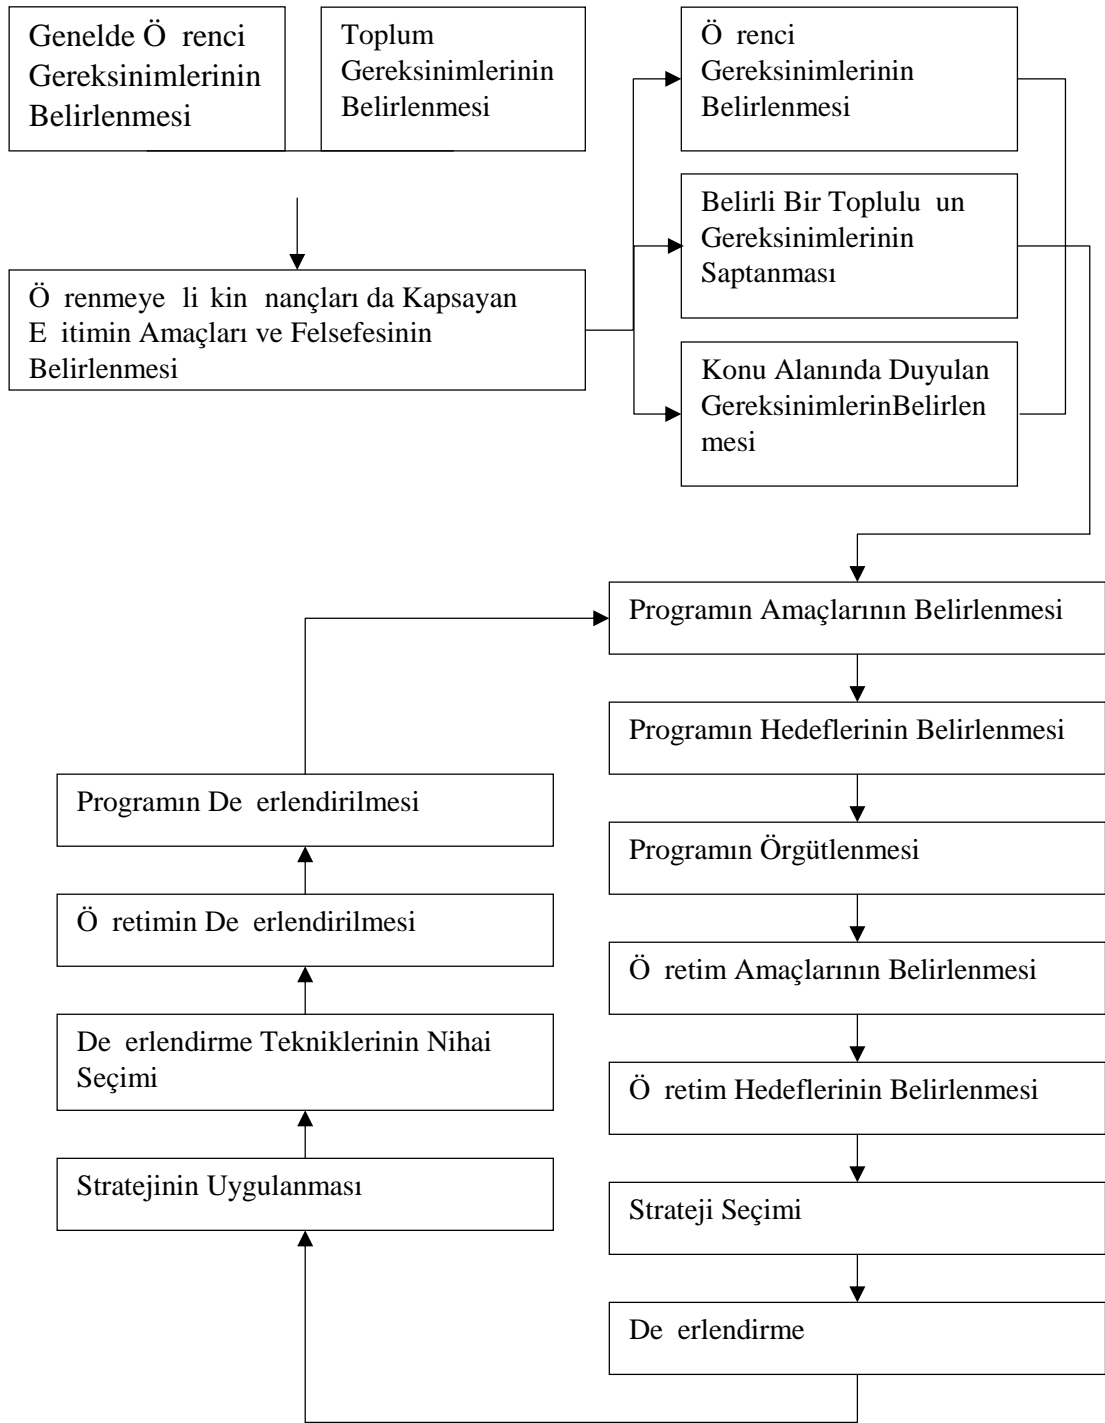 Genelde Ö renci
Gereksinimlerinin
Belirlenmesi
Toplum
Gereksinimlerinin
Belirlenmesi
Ö renci
Gereksinimlerinin
Belirlenmesi
Belirli Bir Toplulu un
Gereksinimlerinin
Saptanması
Ö renmeye li kin nançları da Kapsayan
E itimin Amaçları ve Felsefesinin
Belirlenmesi
Konu Alanında Duyulan
GereksinimlerinBelirlen
mesi
Programın Amaçlarının Belirlenmesi
Programın Hedeflerinin Belirlenmesi
Programın Örgütlenmesi
Ö retim Amaçlarının Belirlenmesi
Ö retim Hedeflerinin Belirlenmesi
Strateji Seçimi
De erlendirme
Stratejinin Uygulanması
De erlendirme Tekniklerinin Nihai
Seçimi
Ö retimin De erlendirilmesi
Programın De erlendirilmesi